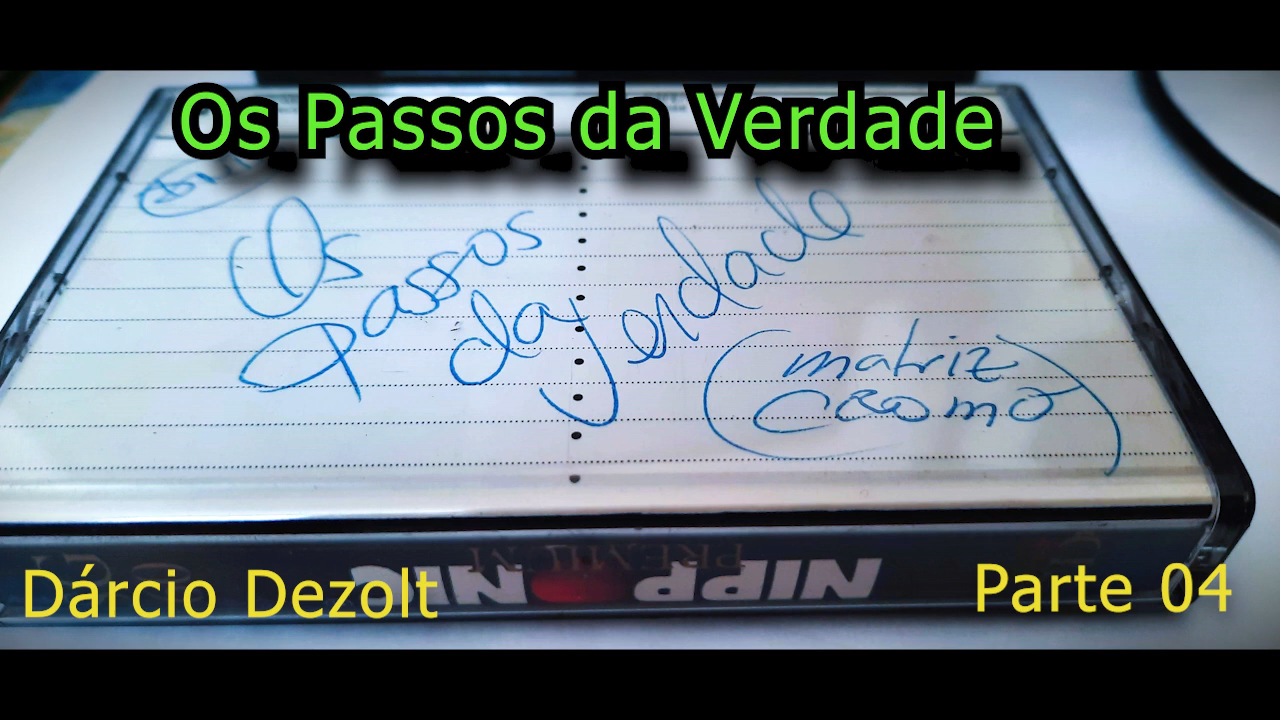 Os Passos da Verdade
Os
Passos
da Verdade
(matriz
CROMO)
NIPPONIC
PREMIUM
Dárcio Dezolt
Parte 04